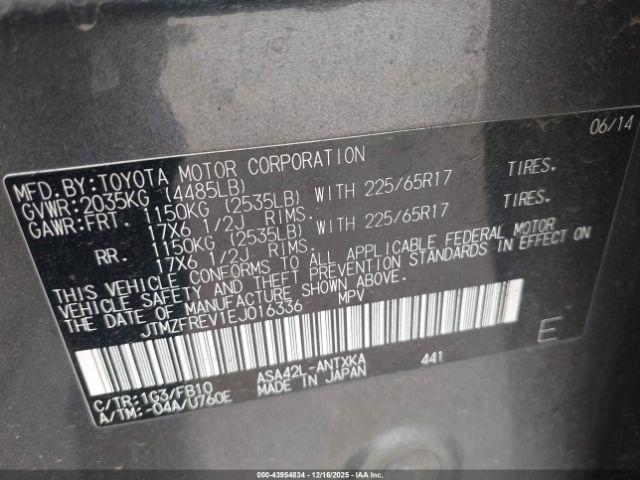 06/14
MFD. BY:TOYOTA MOTOR CORPORATION
GVWR:2035KG (4485LB)
GAWR:FRT. 1150KG (2535LB) WITH 225/65R17 TIRES.
17X6 1/2J RIMS.
RR. 1150KG (2535LB) WITH 225/65R17 TIRES.
17X6 1/2J RIMS.
THIS VEHICLE CONFORMS TO ALL APPLICABLE FEDERAL MOTOR
VEHICLE SAFETY AND THEFT PREVENTION STANDARDS IN EFFECT ON
THE DATE OF MANUFACTURE SHOWN ABOVE.
JTMZFREV1EJ016336 MPV
E
C/TR:1G3/FB10 ASA42L-ANTXKA 441
A/TM:-04A/U760E MADE IN JAPAN
000-43954834 | 12/16/2025 | IAA Inc.